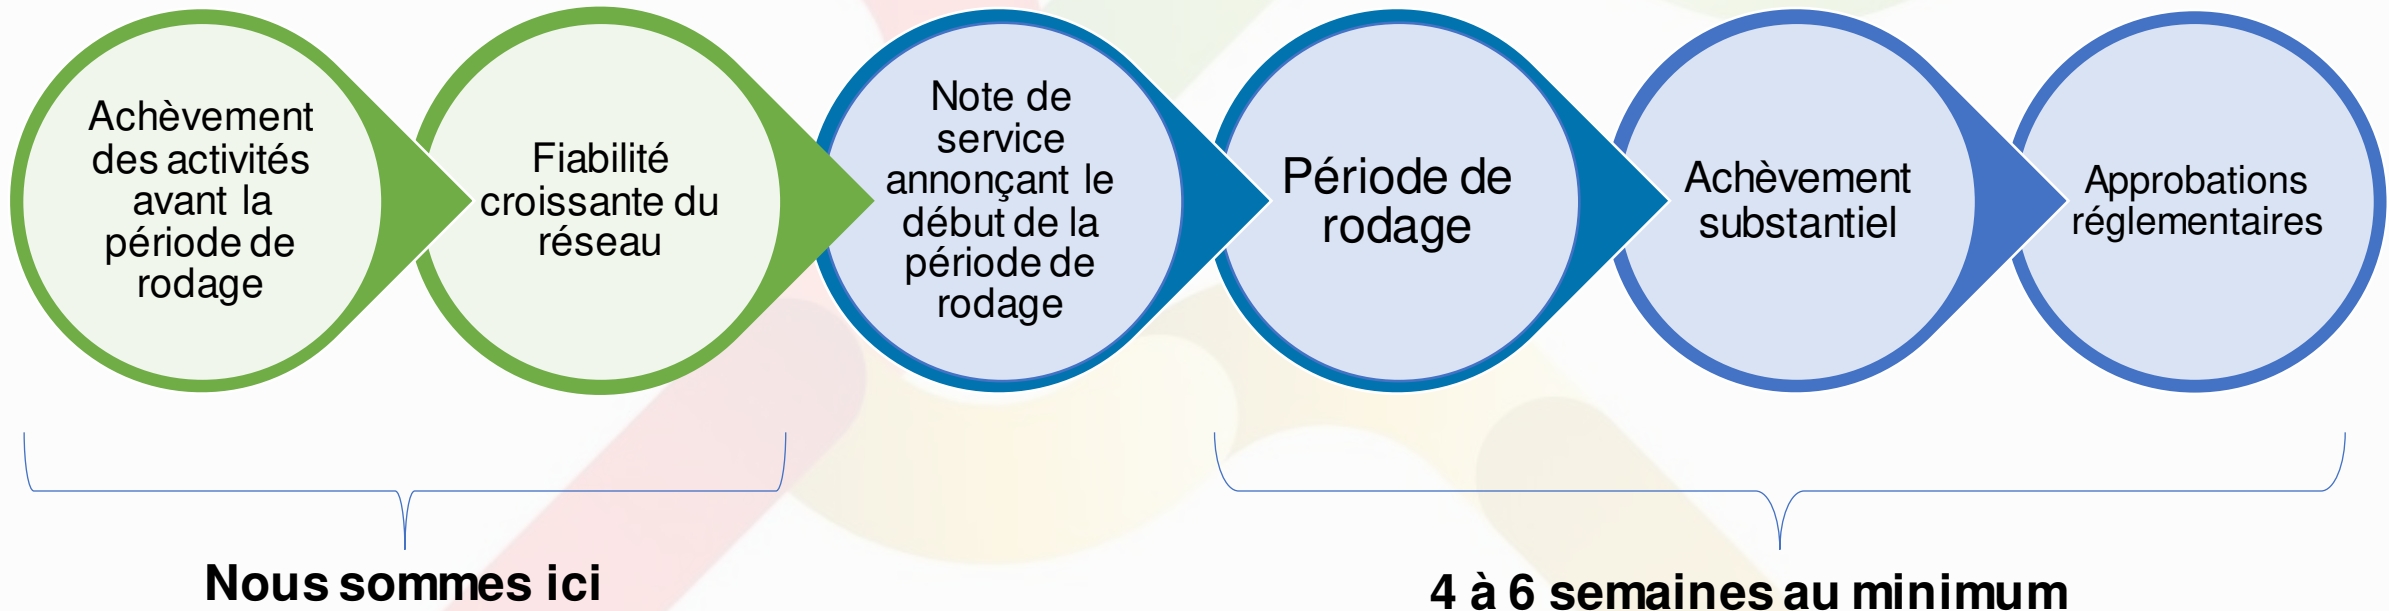 Achèvement
des activités
avant la
période de
rodage
Fiabilité
croissante du
réseau
Note de
service
annonçant le
début de la
période de
rodage
Période de
rodage
Achèvement
substantiel
Approbations
réglementaires
Nous sommes ici
4 à 6 semaines au minimum